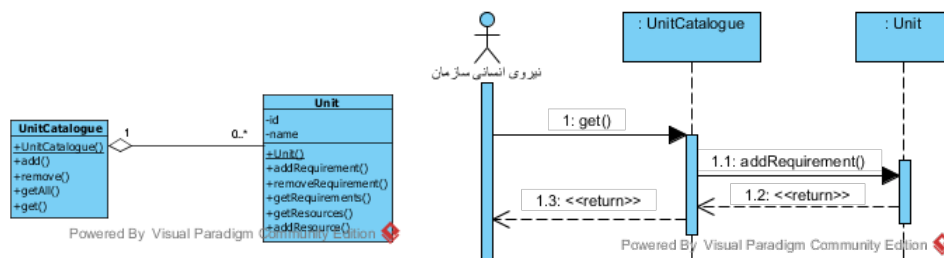 UnitCatalogue
+UnitCatalogue()
+add()
+remove()
+getAll()
+get()
1
0..*
Unit
-id
-name
+Unit()
+addRequirement()
+removeRequirement()
+getRequirements()
+getResources()
+addResource()
Powered By Visual Paradigm Community Edition
نیروی انسانی سازمان
: UnitCatalogue
: Unit
1: get()
1.1: addRequirement()
1.2: <<return>>
1.3: <<return>>
Powered By Visual Paradigm Community Edition